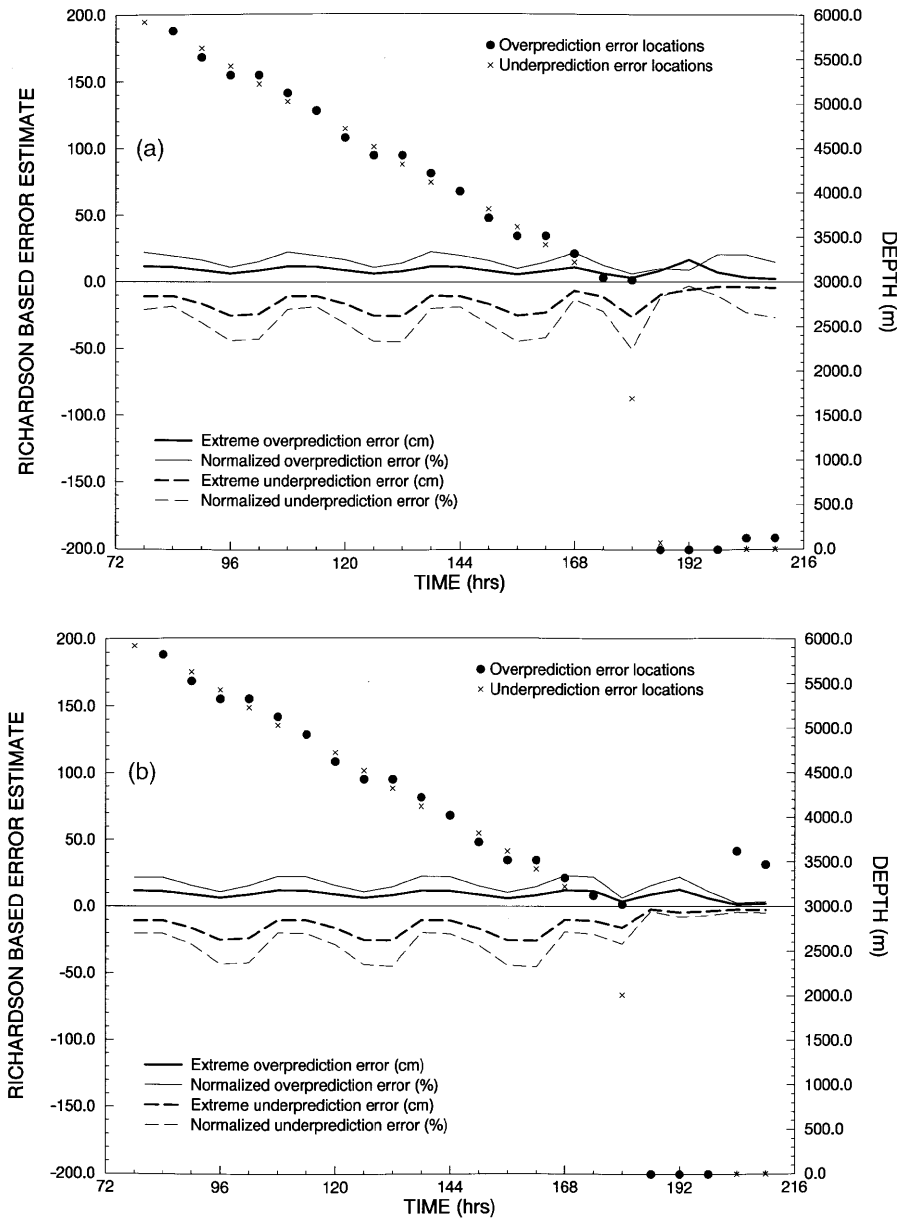 200.0
150.0
100.0
50.0
0.0
-50.0
-100.0
-150.0
-200.0
RICHARDSON BASED ERROR ESTIMATE
(a)
Overprediction error locations
Underprediction error locations
Extreme overprediction error (cm)
Normalized overprediction error (%)
Extreme underprediction error (cm)
Normalized underprediction error (%)
6000.0
5500.0
5000.0
4500.0
4000.0
3500.0
3000.0
2500.0
2000.0
1500.0
1000.0
500.0
0.0
DEPTH (m)
72 96 120 144 168 192 216
TIME (hrs)
200.0
150.0
100.0
50.0
0.0
-50.0
-100.0
-150.0
-200.0
RICHARDSON BASED ERROR ESTIMATE
(b)
Overprediction error locations
Underprediction error locations
Extreme overprediction error (cm)
Normalized overprediction error (%)
Extreme underprediction error (cm)
Normalized underprediction error (%)
6000.0
5500.0
5000.0
4500.0
4000.0
3500.0
3000.0
2500.0
2000.0
1500.0
1000.0
500.0
0.0
DEPTH (m)
72 96 120 144 168 192 216
TIME (hrs)